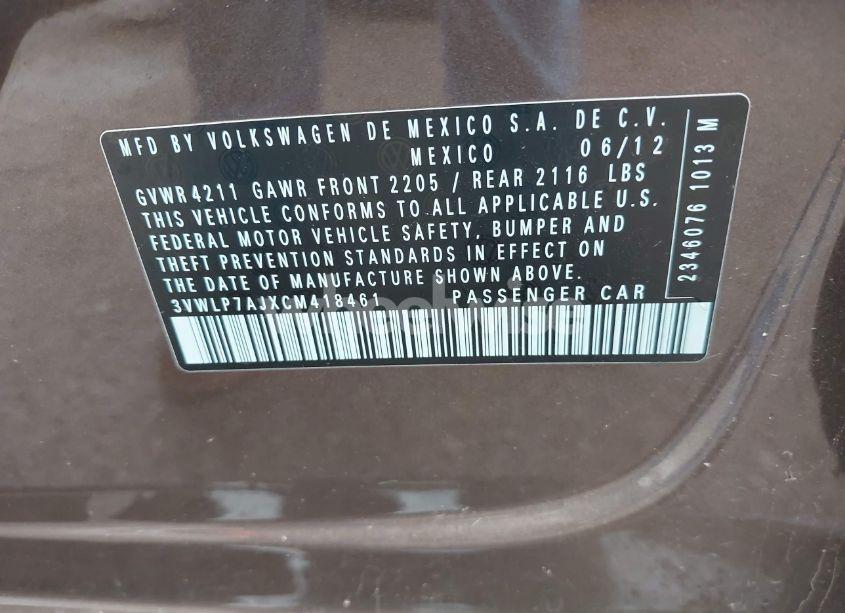 MFD BY VOLKSWAGEN DE MEXICO S.A. DE C.V.
MEXICO 06/12
GVWR 4211 GAWR FRONT 2205 / REAR 2116 LBS
THIS VEHICLE CONFORMS TO ALL APPLICABLE U.S.
FEDERAL MOTOR VEHICLE SAFETY, BUMPER AND
THEFT PREVENTION STANDARDS IN EFFECT ON
THE DATE OF MANUFACTURE SHOWN ABOVE.
3VWLP7AJXCM418461 PASSENGER CAR
2346076 1013 M
wheelwise